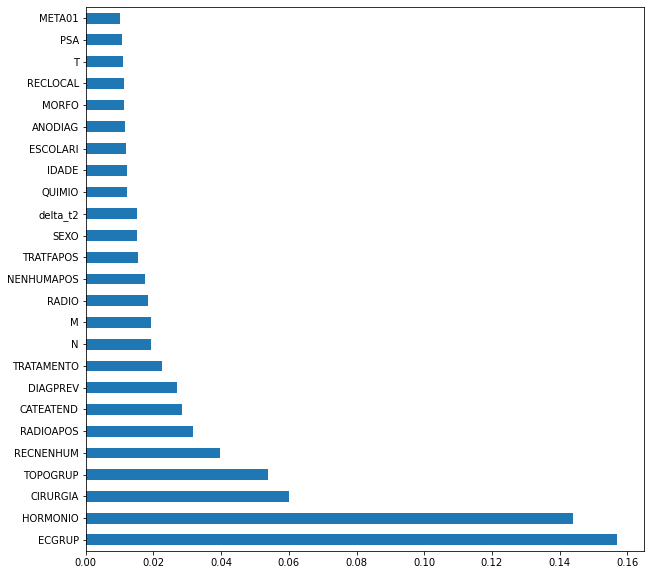 META01
PSA
T
RECLOCAL
MORFO
ANODIAG
ESCOLARI
IDADE
QUIMIO
delta_t2
SEXO
TRATFAPOS
NENHUMAPOS
RADIO
M
N
TRATAMENTO
DIAGPREV
CATEATEND
RADIOAPOS
RECNENHUM
TOPOGRUP
CIRURGIA
HORMONIO
ECGRUP
0.00 0.02 0.04 0.06 0.08 0.10 0.12 0.14 0.16